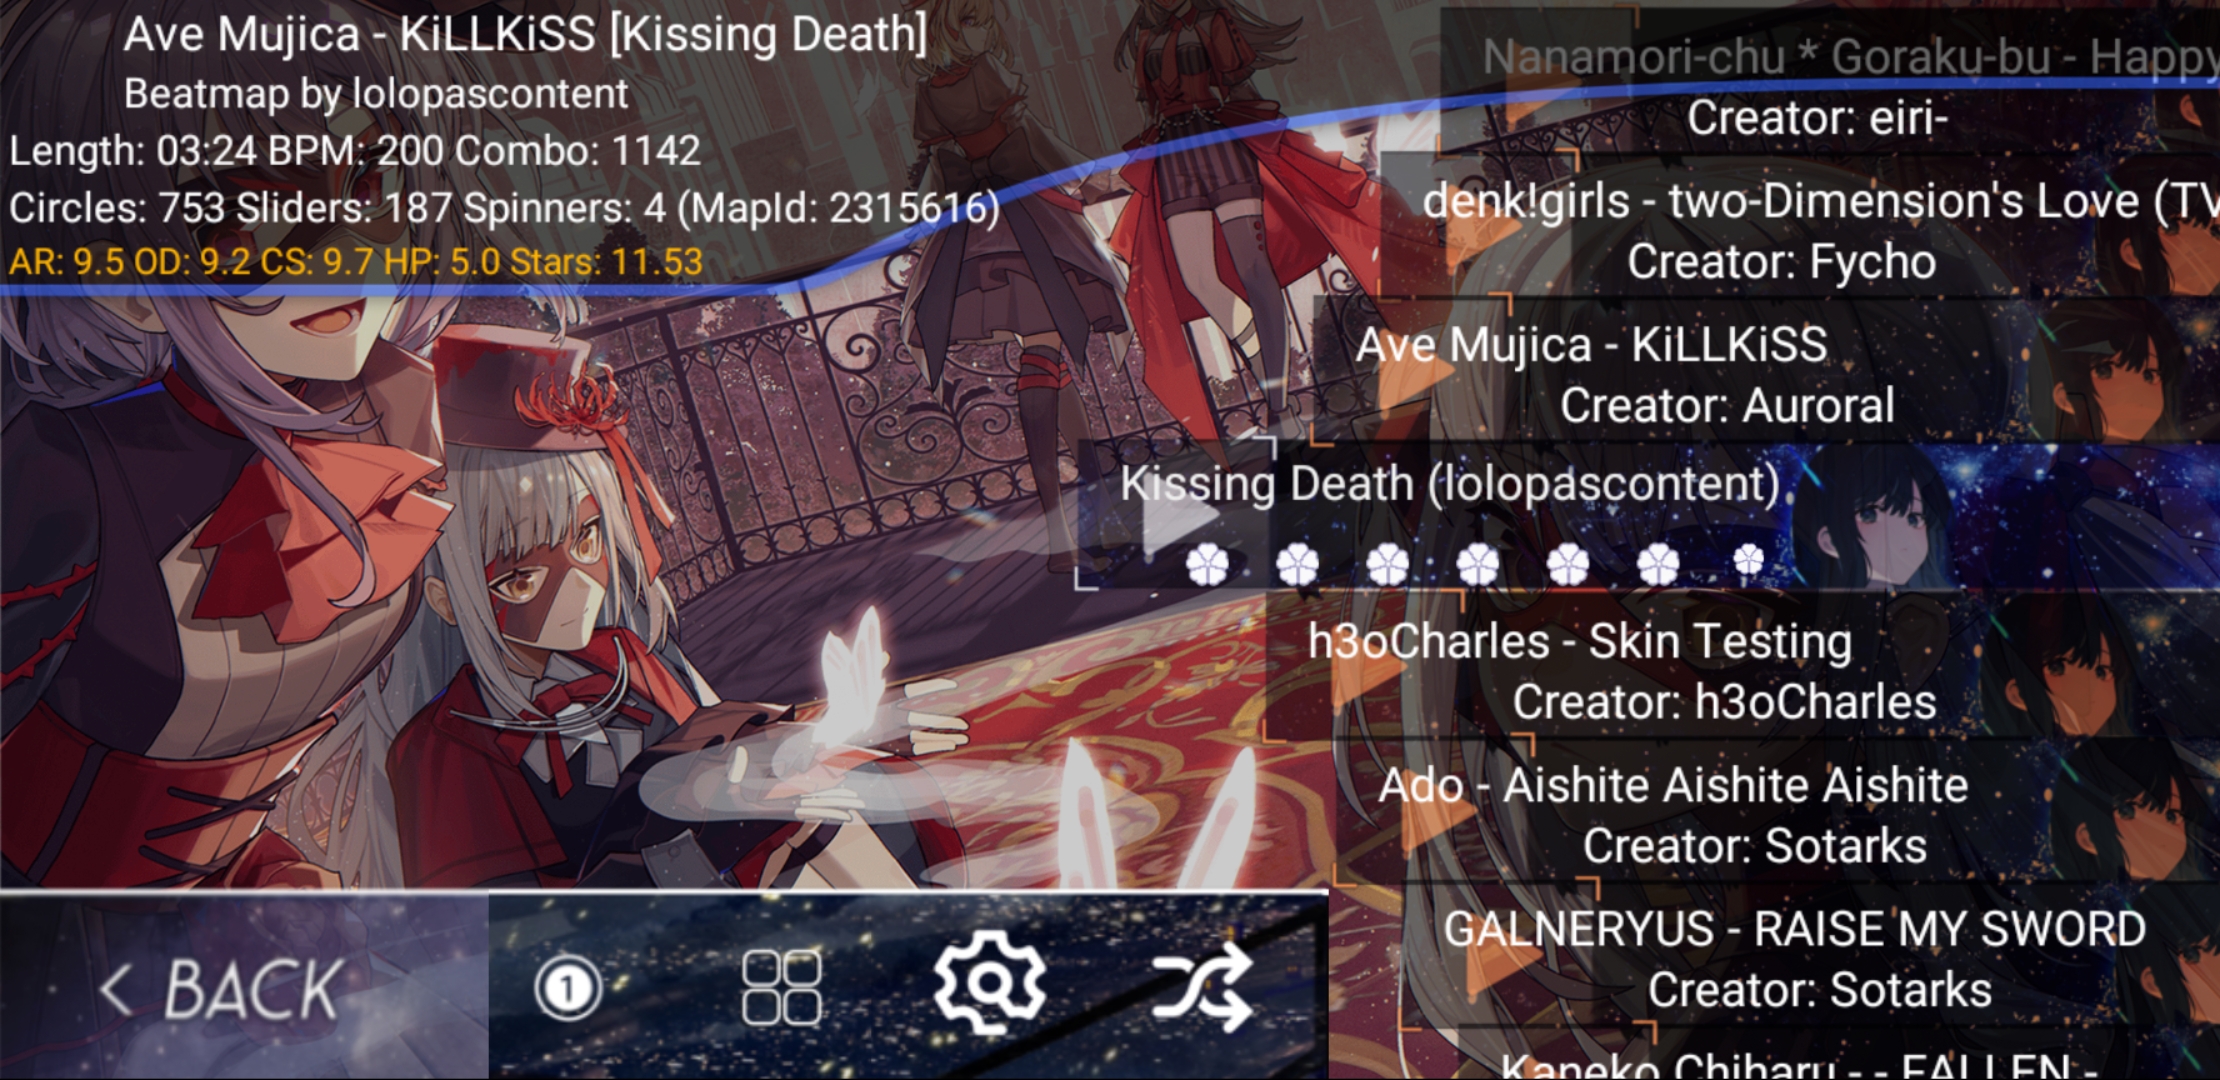 Ave Mujica - KiLLKiSS [Kissing Death]
Beatmap by lolopascontent
Length: 03:24 BPM: 200 Combo: 1142
Circles: 753 Sliders: 187 Spinners: 4 (MapId: 2315616)
AR: 9.5 OD: 9.2 CS: 9.7 HP: 5.0 Stars: 11.53
Nanamori-chu * Goraku-bu - Happy
Creator: eiri-
denk!girls - two-Dimension's Love (TV
Creator: Fycho
Ave Mujica - KiLLKiSS
Creator: Auroral
Kissing Death (lolopascontent)
h3oCharles - Skin Testing
Creator: h3oCharles
Ado - Aishite Aishite Aishite
Creator: Sotarks
GALNERYUS - RAISE MY SWORD
Creator: Sotarks
Kaneko Chiharu - - FALLEN -
< BACK
1